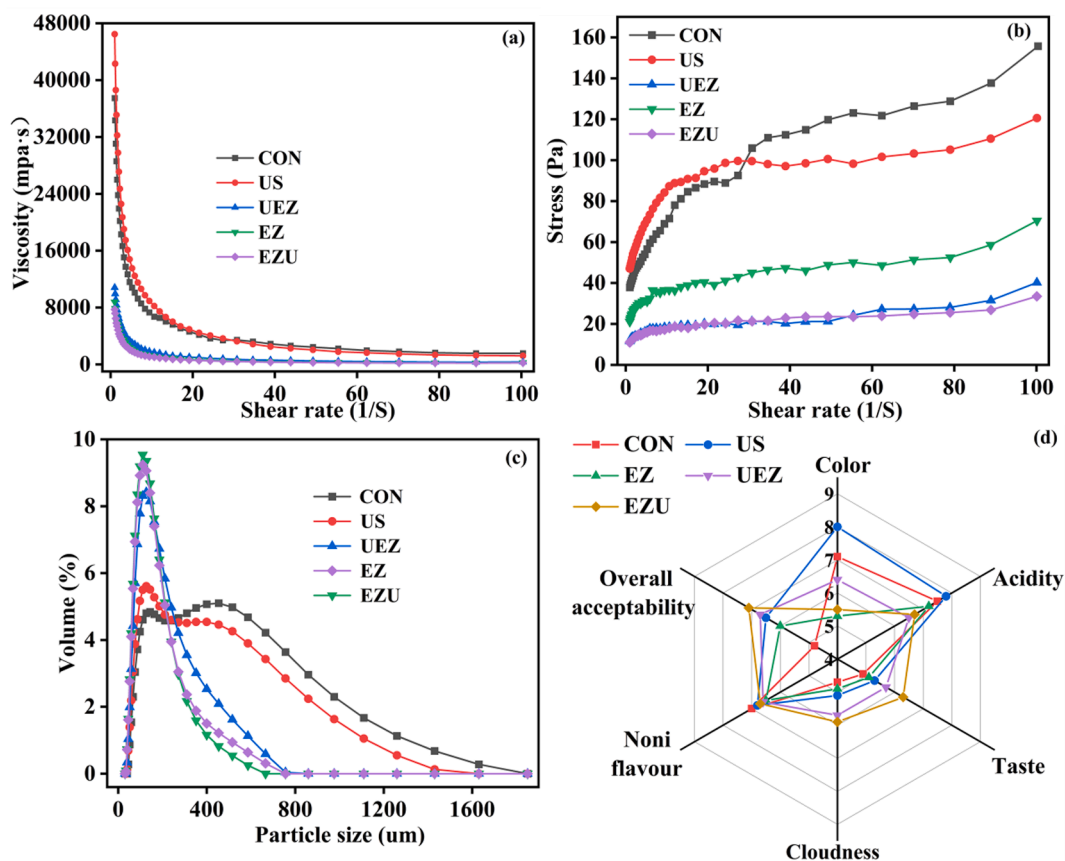 (a)
48000
40000
32000
24000
16000
8000
0
Viscosity (mpa·s)
CON
US
UEZ
EZ
EZU
0 20 40 60 80 100
Shear rate (1/S)
(b)
160
140
120
100
80
60
40
20
0
Stress (Pa)
CON
US
UEZ
EZ
EZU
0 20 40 60 80 100
Shear rate (1/S)
(c)
10
8
6
4
2
0
Volume (%)
CON
US
UEZ
EZ
EZU
0 400 800 1200 1600
Particle size (um)
(d)
CON US
EZ UEZ
EZU
Color
9
8
7
6
5
4
Overall
acceptability
Acidity
Noni
flavour
Taste
Cloudness